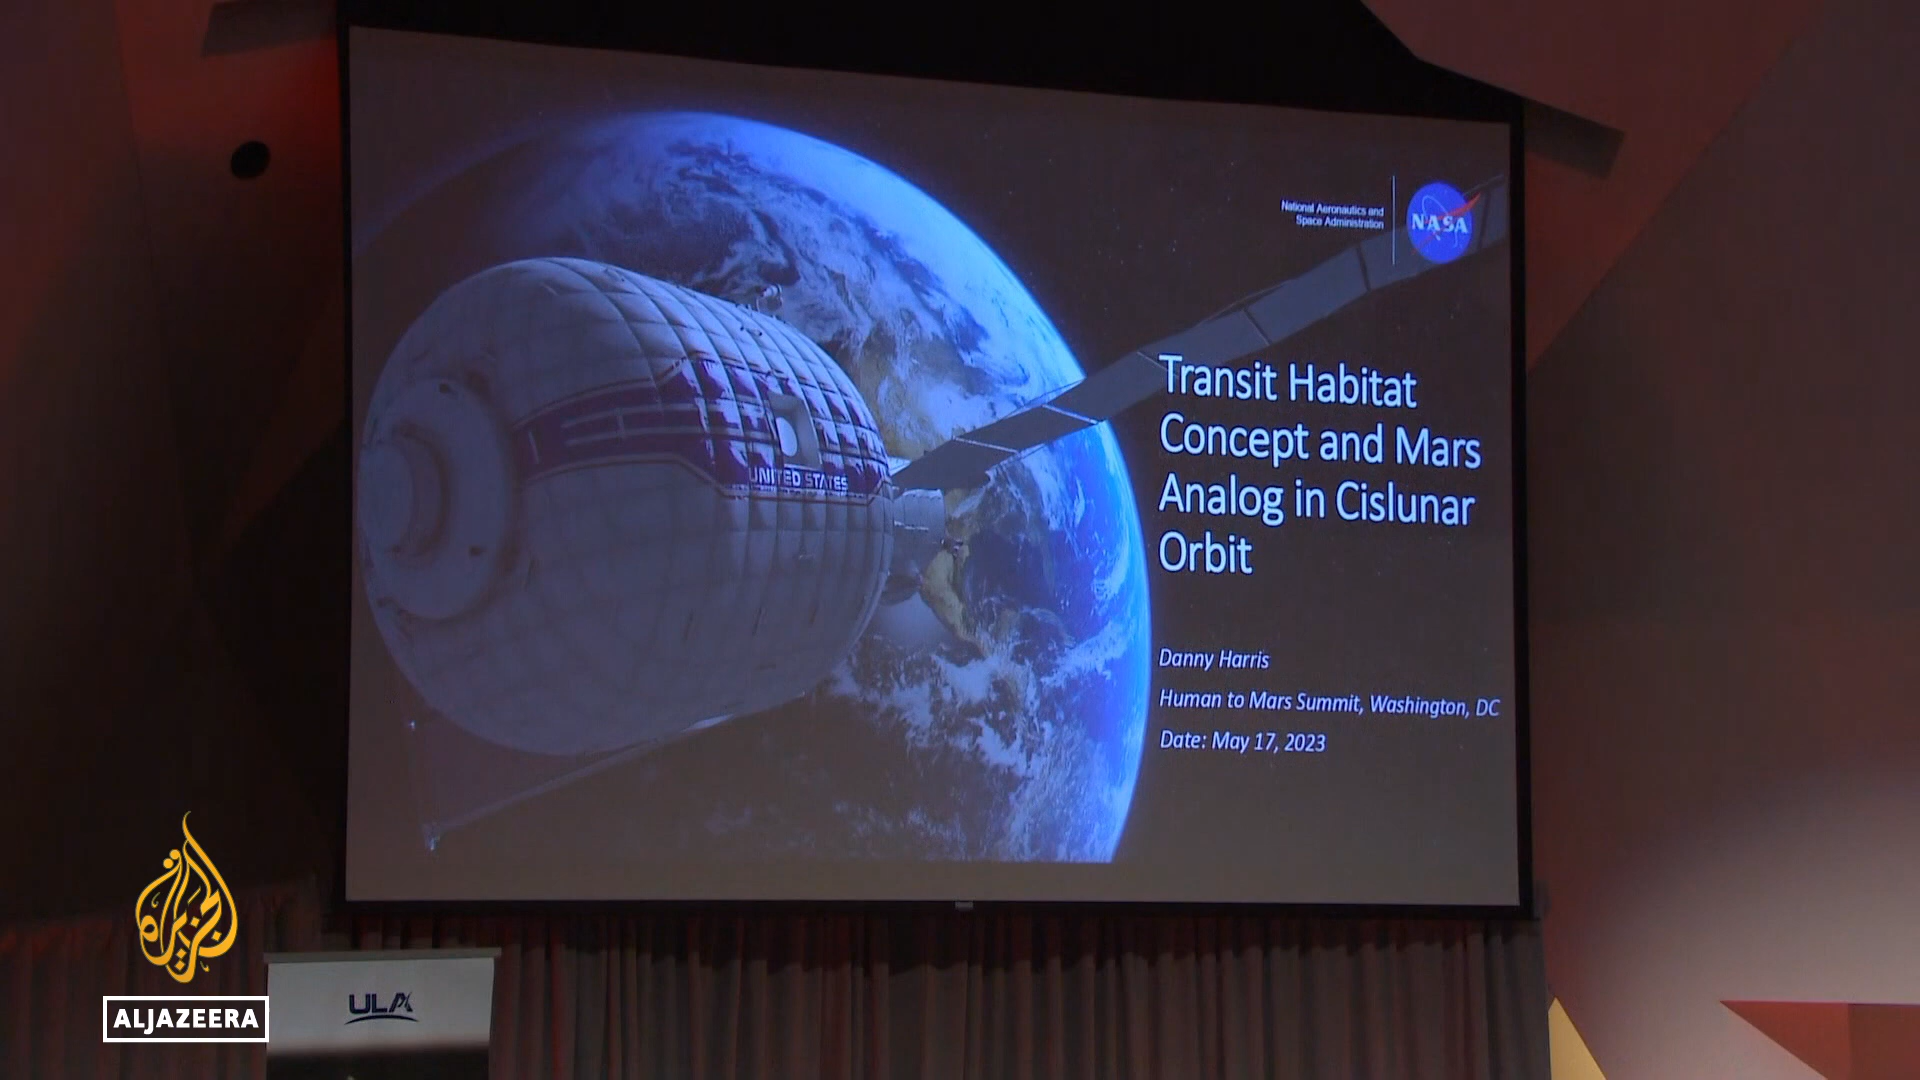 National Aeronautics and
Space Administration
NASA
UNITED STATES
Transit Habitat
Concept and Mars
Analog in Cislunar
Orbit
Danny Harris
Human to Mars Summit, Washington, DC
Date: May 17, 2023
الجزيرة
ALJAZEERA
ULA